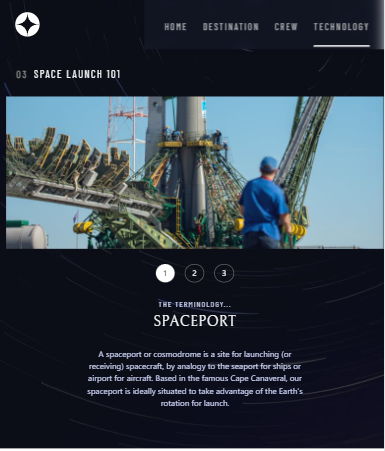 HOME DESTINATION CREW TECHNOLOGY
03 SPACE LAUNCH 101
1 2 3
THE TERMINOLOGY...
SPACEPORT
A spaceport or cosmodrome is a site for launching (or
receiving) spacecraft, by analogy to the seaport for ships or
airport for aircraft. Based in the famous Cape Canaveral, our
spaceport is ideally situated to take advantage of the Earth's
rotation for launch.